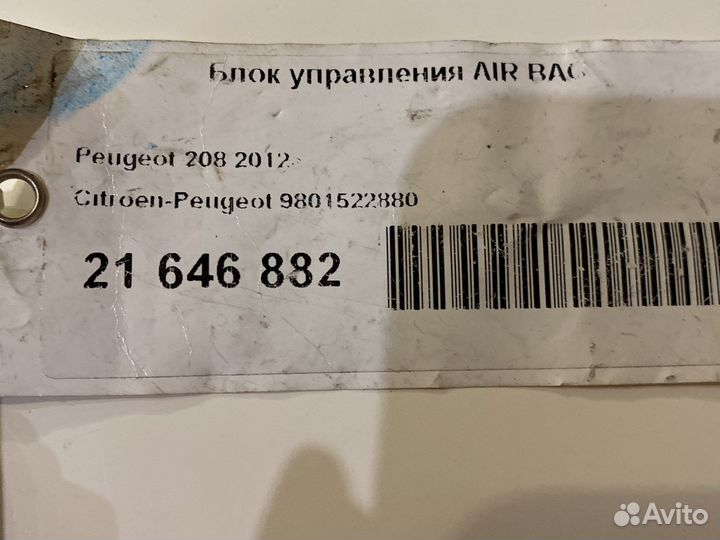 Блок управления AIR BAG
Peugeot 208 2012-
Citroen-Peugeot 9801522880
21 646 882
Avito